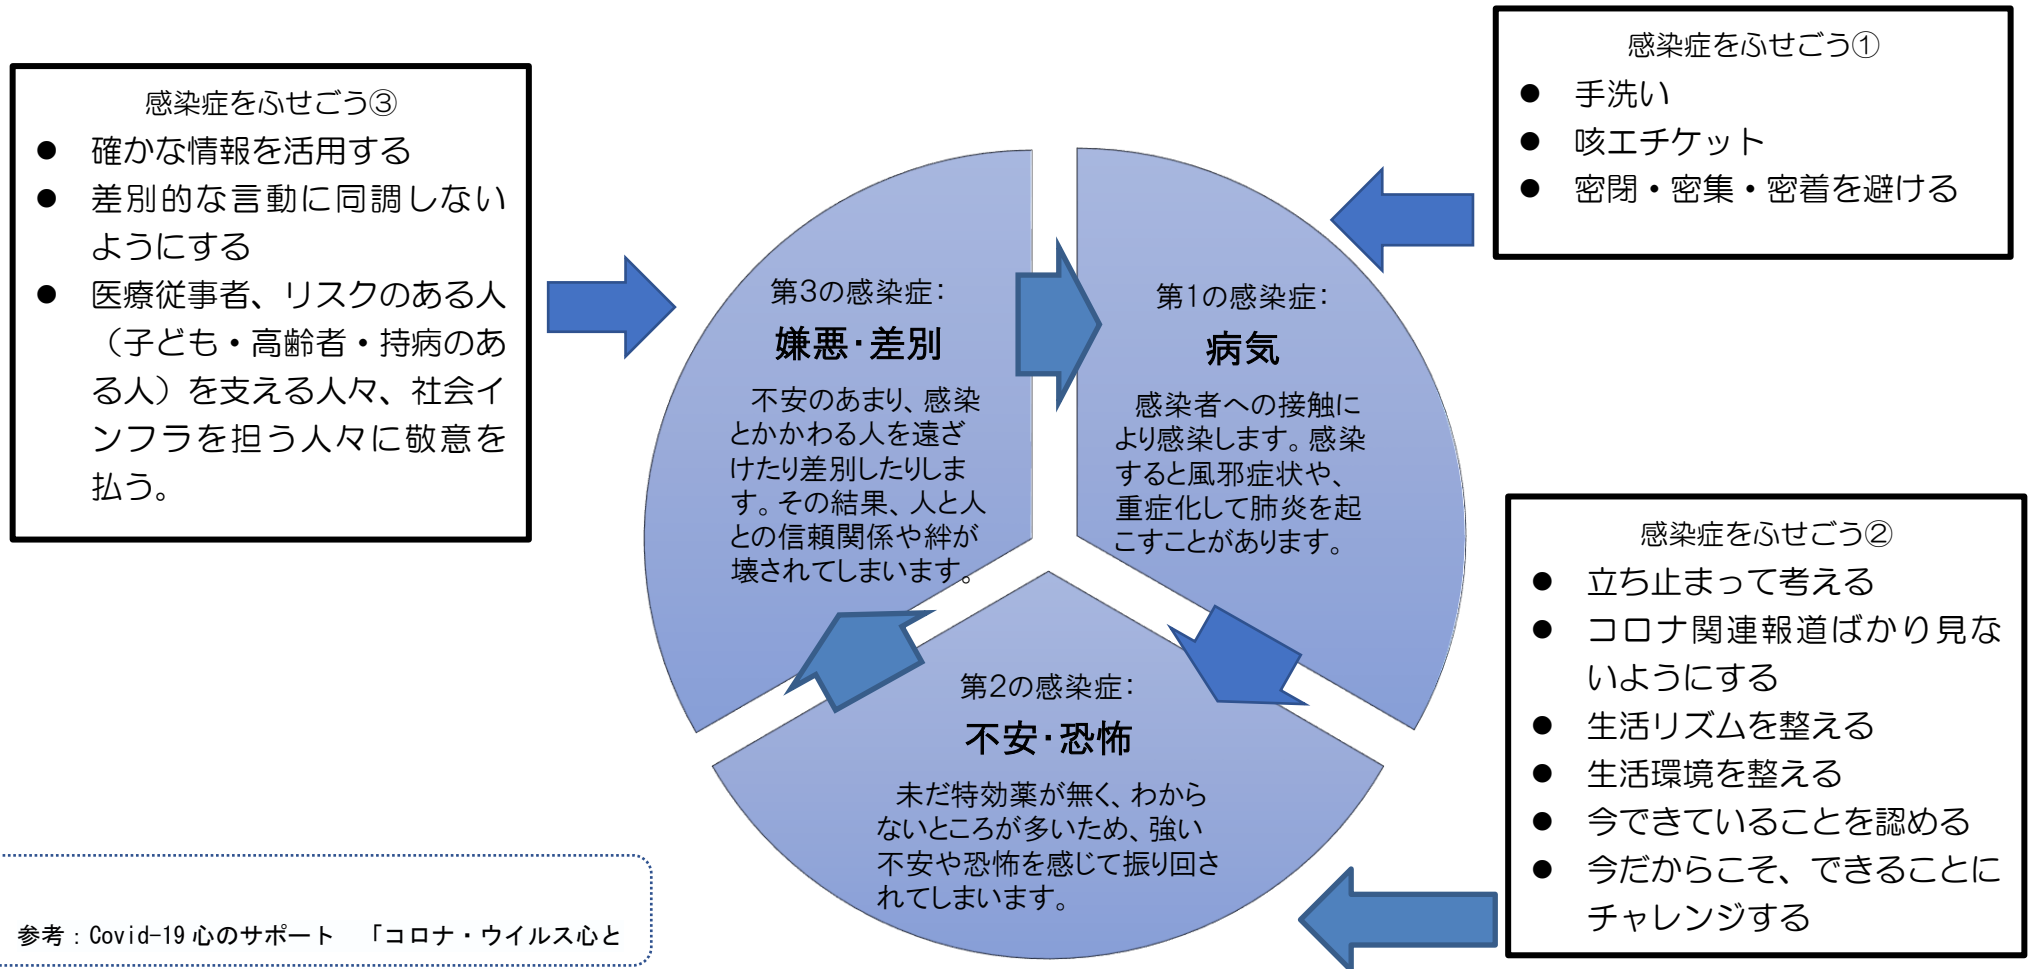 感染症をふせごう①
● 手洗い
● 咳エチケット
● 密閉・密集・密着を避ける
感染症をふせごう③
● 確かな情報を活用する
● 差別的な言動に同調しない
ようにする
● 医療従事者、リスクのある人
（子ども・高齢者・持病のあ
る人）を支える人々、社会イ
ンフラを担う人々に敬意を
払う。
第3の感染症：
嫌悪・差別
不安のあまり、感染
とかかわる人を遠ざ
けたり差別したりしま
す。その結果、人と人
との信頼関係や絆が
壊されてしまいます。
第1の感染症：
病気
感染者への接触に
より感染します。感染
すると風邪症状や、
重症化して肺炎を起
こすことがあります。
感染症をふせごう②
● 立ち止まって考える
● コロナ関連報道ばかり見な
いようにする
● 生活リズムを整える
● 生活環境を整える
● 今できていることを認める
● 今だからこそ、できることに
チャレンジする
第2の感染症：
不安・恐怖
未だ特効薬が無く、わから
ないところが多いため、強い
不安や恐怖を感じて振り回さ
れてしまいます。
参考：Covid-19 心のサポート 「コロナ・ウイルス心と